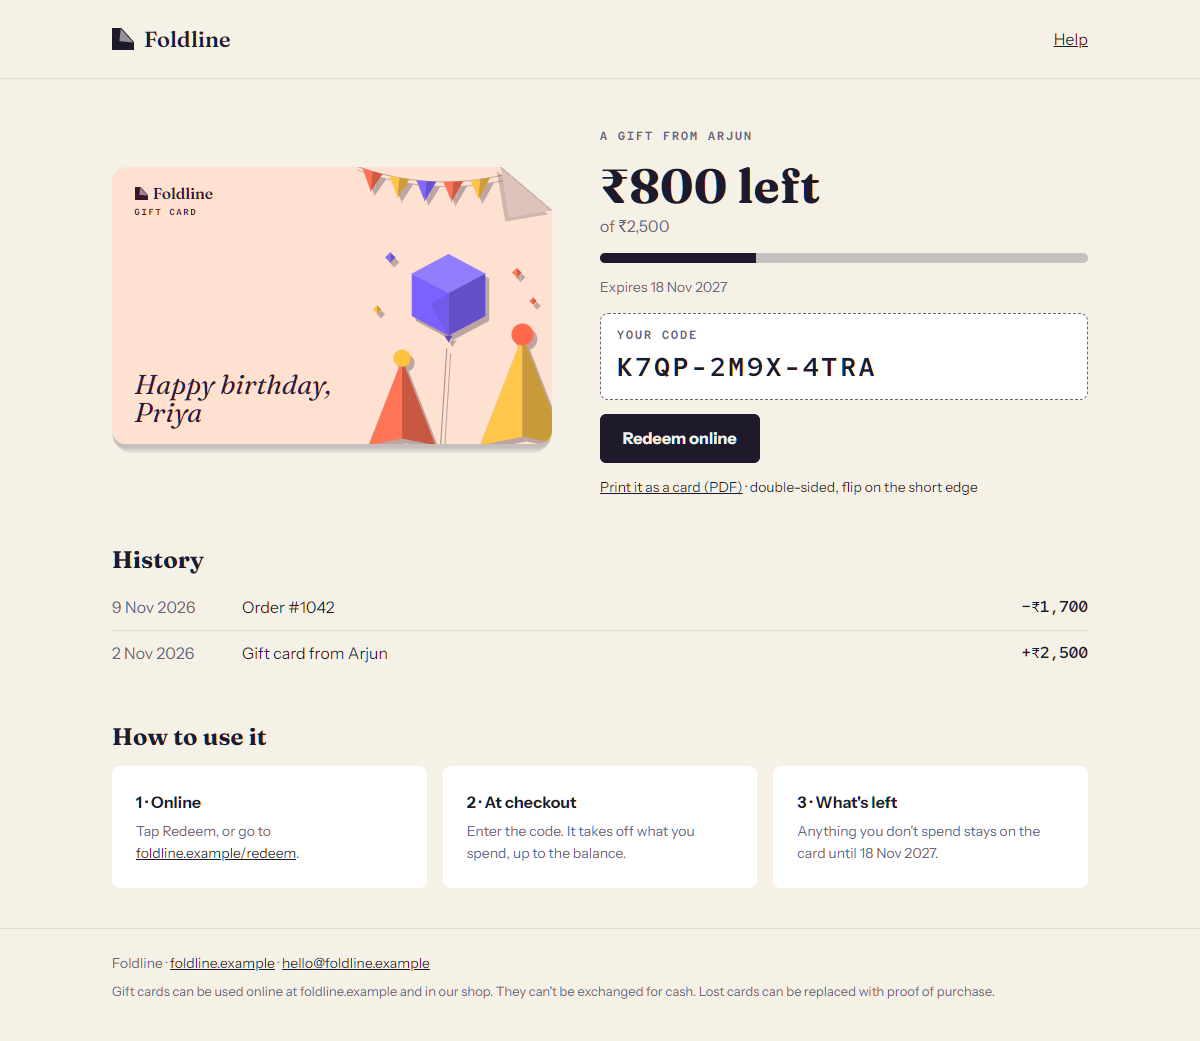 Foldline
Help
Foldline
GIFT CARD
Happy birthday,
Priya
A GIFT FROM ARJUN
₹800 left
of ₹2,500
Expires 18 Nov 2027
YOUR CODE
K7QP-2M9X-4TRA
Redeem online
Print it as a card (PDF) · double-sided, flip on the short edge
History
9 Nov 2026 Order #1042 −₹1,700
2 Nov 2026 Gift card from Arjun +₹2,500
How to use it
1 · Online
Tap Redeem, or go to
foldline.example/redeem.
2 · At checkout
Enter the code. It takes off what you
spend, up to the balance.
3 · What's left
Anything you don't spend stays on the
card until 18 Nov 2027.
Foldline · foldline.example · hello@foldline.example
Gift cards can be used online at foldline.example and in our shop. They can't be exchanged for cash. Lost cards can be replaced with proof of purchase.